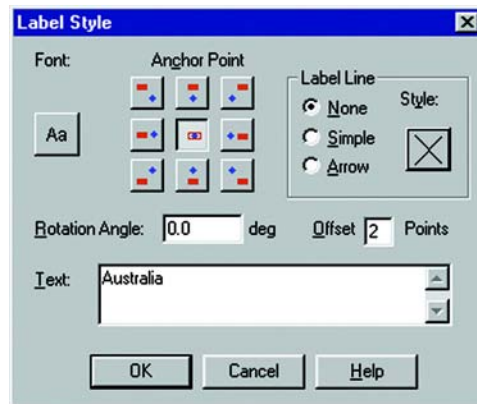 Label Style
Font:
Anchor Point
Label Line
Aa
None
Style:
Simple
Arrow
Rotation Angle: 0.0 deg Offset 2 Points
Text: Australia
OK Cancel Help